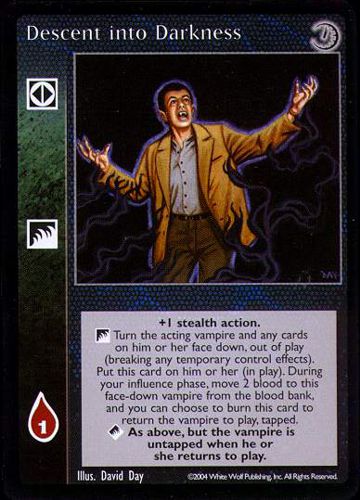 Descent into Darkness
DAY
+1 stealth action.
Turn the acting vampire and any cards
on him or her face down, out of play
(breaking any temporary control effects).
Put this card on him or her (in play). During
your influence phase, move 2 blood to this
face-down vampire from the blood bank,
and you can choose to burn this card to
return the vampire to play, tapped.
As above, but the vampire is
untapped when he or
she returns to play.
1
Illus. David Day
©2004 White Wolf Publishing, Inc. All Rights Reserved.